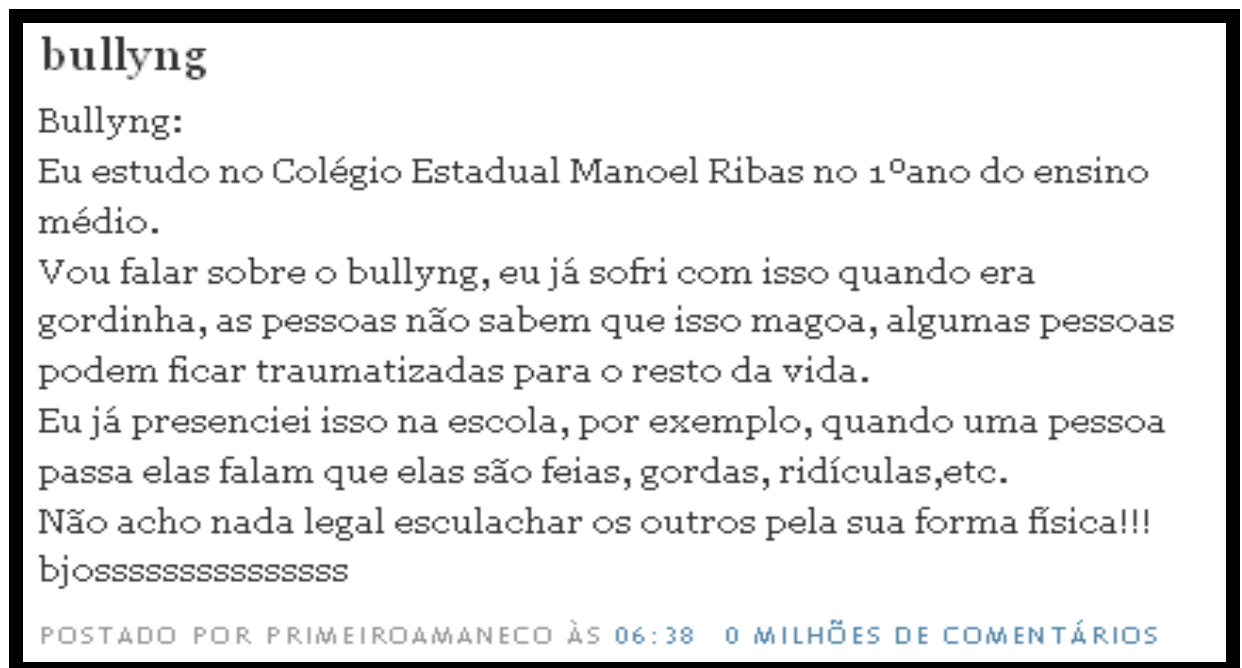 bullyng
Bullyng:
Eu estudo no Colégio Estadual Manoel Ribas no 1ºano do ensino
médio.
Vou falar sobre o bullyng, eu já sofri com isso quando era
gordinha, as pessoas não sabem que isso magoa, algumas pessoas
podem ficar traumatizadas para o resto da vida.
Eu já presenciei isso na escola, por exemplo, quando uma pessoa
passa elas falam que elas são feias, gordas, ridículas,etc.
Não acho nada legal esculachar os outros pela sua forma física!!!
bjosssssssssssssss
POSTADO POR PRIMEIROAMANECO ÀS 06:38 0 MILHÕES DE COMENTÁRIOS